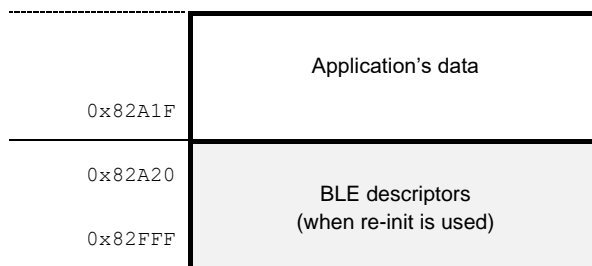 Application's data
0x82A1F
0x82A20
BLE descriptors
(when re-init is used)
0x82FFF